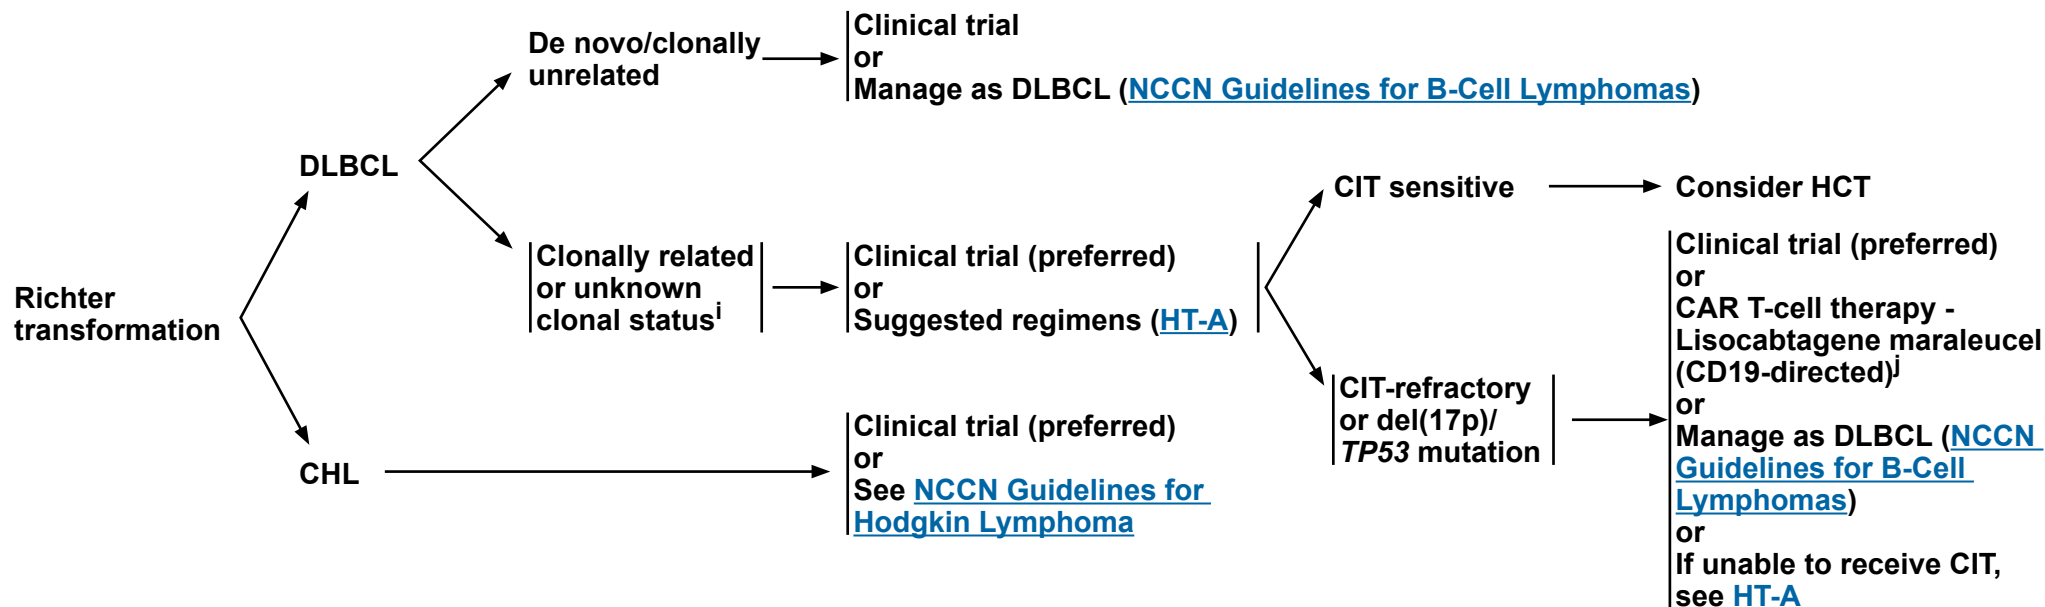 De novo/clonally
unrelated
Clinical trial
or
Manage as DLBCL (NCCN Guidelines for B-Cell Lymphomas)
DLBCL
CIT sensitive
Consider HCT
Richter
transformation
Clonally related
or unknown
clonal statusⁱ
Clinical trial (preferred)
or
Suggested regimens (HT-A)
CIT-refractory
or del(17p)/
TP53 mutation
Clinical trial (preferred)
or
CAR T-cell therapy -
Lisocabtagene maraleucel
(CD19-directed)ʲ
or
Manage as DLBCL (NCCN
Guidelines for B-Cell
Lymphomas)
or
If unable to receive CIT,
see HT-A
CHL
Clinical trial (preferred)
or
See NCCN Guidelines for
Hodgkin Lymphoma